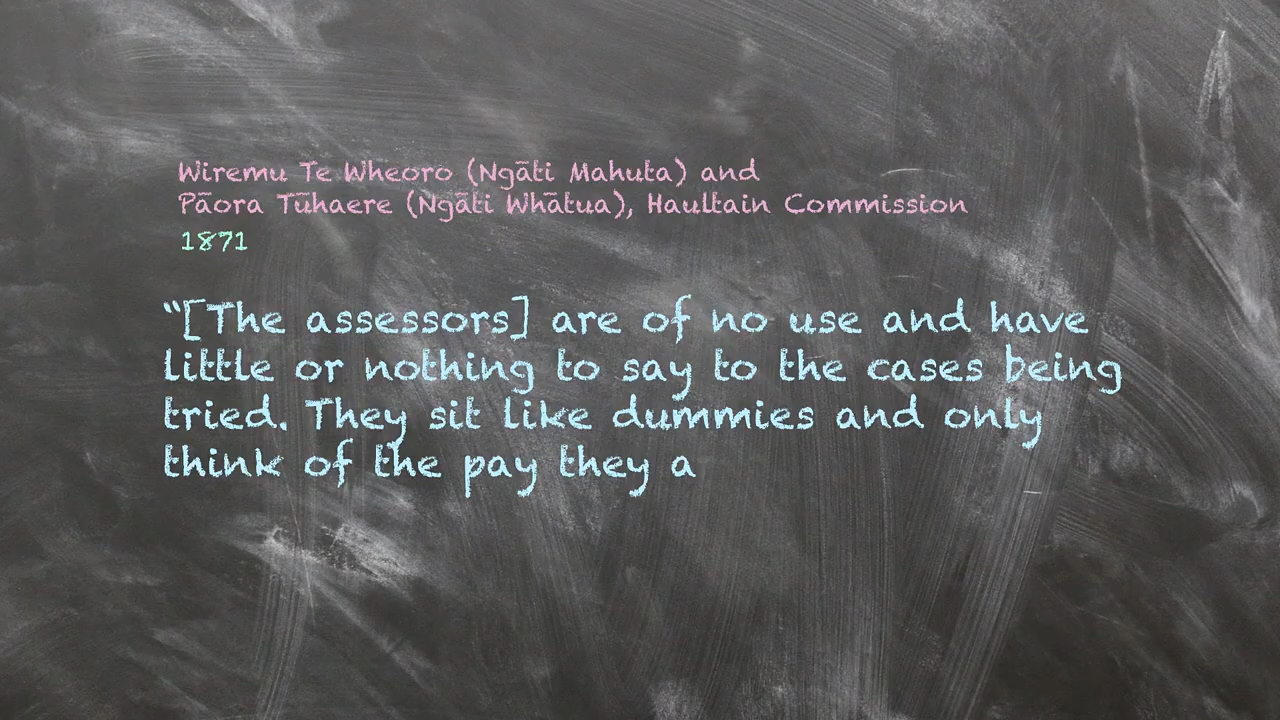 Wiremu Te Wheoro (Ngāti Mahuta) and
Pāora Tūhaere (Ngāti Whātua), Haultain Commission
1871
“[The assessors] are of no use and have
little or nothing to say to the cases being
tried. They sit like dummies and only
think of the pay they a